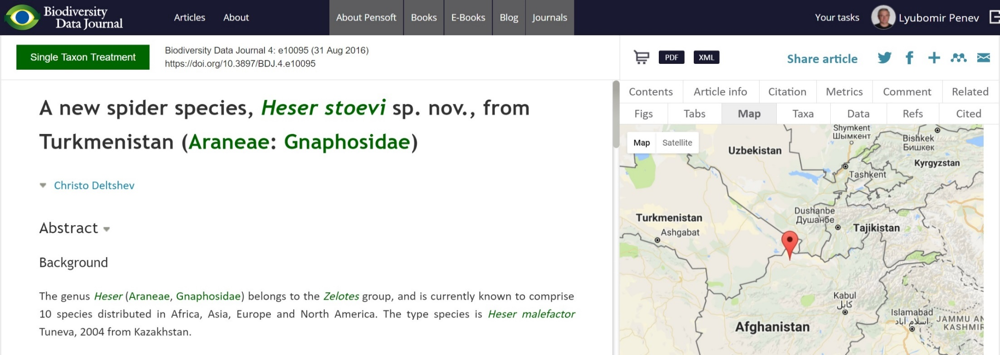 Biodiversity
Data Journal
Articles
About
About Pensoft
Books
E-Books
Blog
Journals
Your tasks
Lyubomir Penev
Single Taxon Treatment
Biodiversity Data Journal 4: e10095 (31 Aug 2016)
https://doi.org/10.3897/BDJ.4.e10095
PDF
XML
Share article
A new spider species, Heser stoevi sp. nov., from
Turkmenistan (Araneae: Gnaphosidae)
Christo Deltshev
Abstract
Background
The genus Heser (Araneae, Gnaphosidae) belongs to the Zelotes group, and is currently known to comprise
10 species distributed in Africa, Asia, Europe and North America. The type species is Heser malefactor
Tuneva, 2004 from Kazakhstan.
Contents
Article info
Citation
Metrics
Comment
Related
Figs
Tabs
Map
Taxa
Data
Refs
Cited
Map
Satellite
Shymkent
Шымкент
Bishkek
Бишкек
Uzbekistan
Kyrgyzstan
Tashkent
Dushanbe
Душанбе
Turkmenistan
Ashgabat
Tajikistan
Kabul
کابل
Islamabad
اسلام آباد
JAMMU AN
KASHMIR
Afghanistan